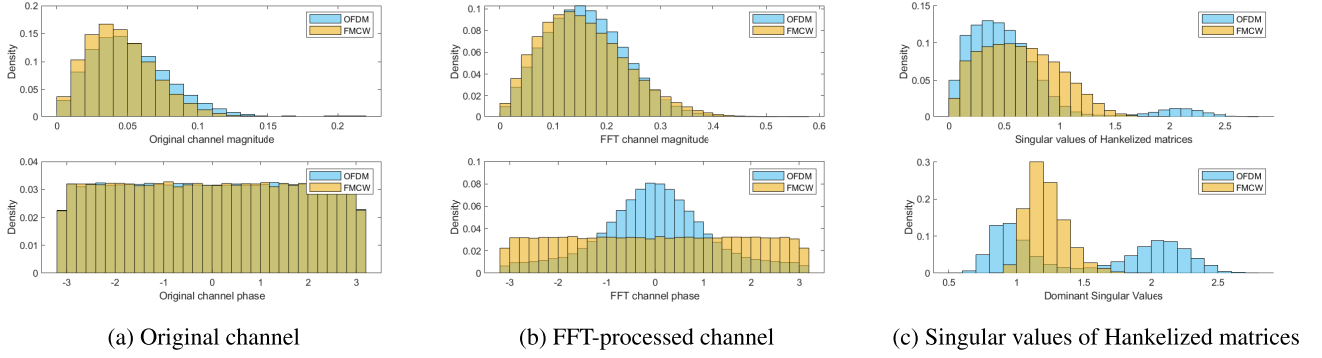 0.2
0.15
0.1
0.05
0
Density
OFDM
FMCW
0 0.05 0.1 0.15 0.2
Original channel magnitude
0.1
0.08
0.06
0.04
0.02
0
Density
OFDM
FMCW
0 0.1 0.2 0.3 0.4 0.5 0.6
FFT channel magnitude
0.15
0.1
0.05
0
Density
OFDM
FMCW
0 0.5 1 1.5 2 2.5
Singular values of Hankelized matrices
0.04
0.03
0.02
0.01
0
Density
OFDM
FMCW
-3 -2 -1 0 1 2 3
Original channel phase
0.1
0.08
0.06
0.04
0.02
0
Density
OFDM
FMCW
-3 -2 -1 0 1 2 3
FFT channel phase
0.3
0.2
0.1
0
Density
OFDM
FMCW
0.5 1 1.5 2 2.5
Dominant Singular Values
(a) Original channel
(b) FFT-processed channel
(c) Singular values of Hankelized matrices